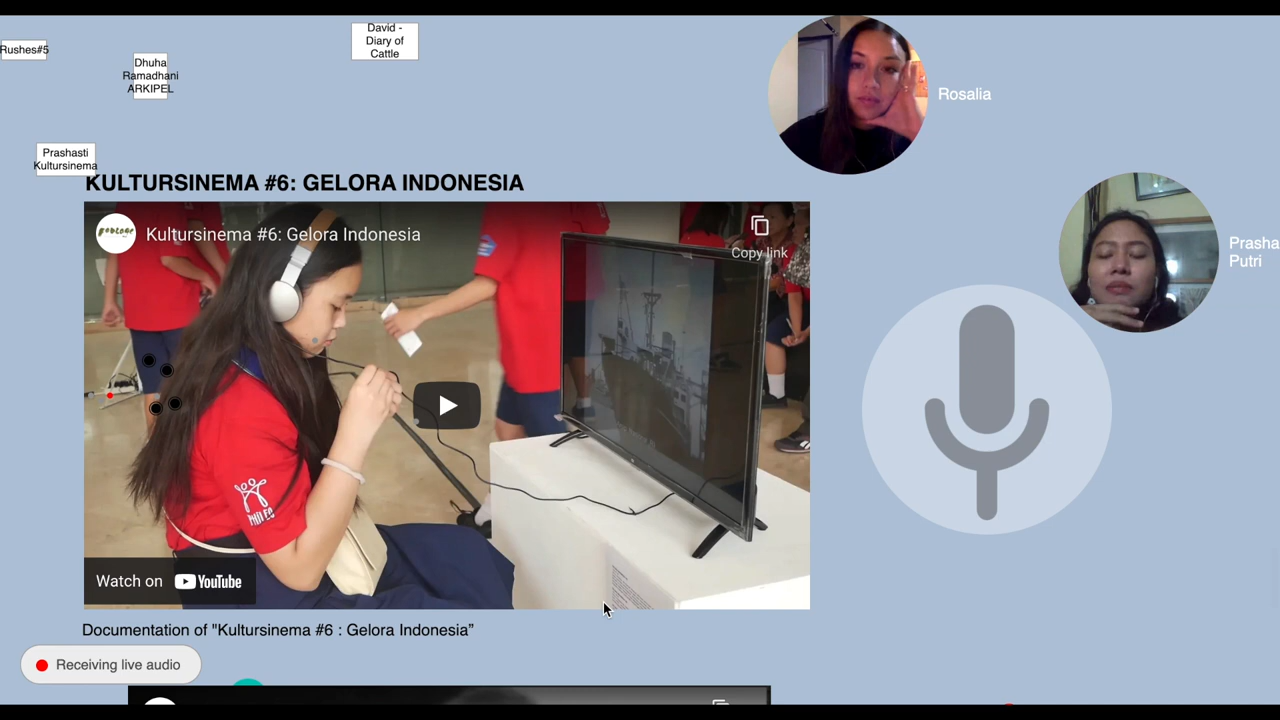 Rushes#5
David -
Diary of
Cattle
Dhuha
Ramadhani
ARKIPEL
Rosalia
Prashasti
Kultursinema
KULTURSINEMA #6: GELORA INDONESIA
Kultursinema #6: Gelora Indonesia
Copy link
Prasha
Putri
Watch on YouTube
Documentation of "Kultursinema #6 : Gelora Indonesia”
Receiving live audio